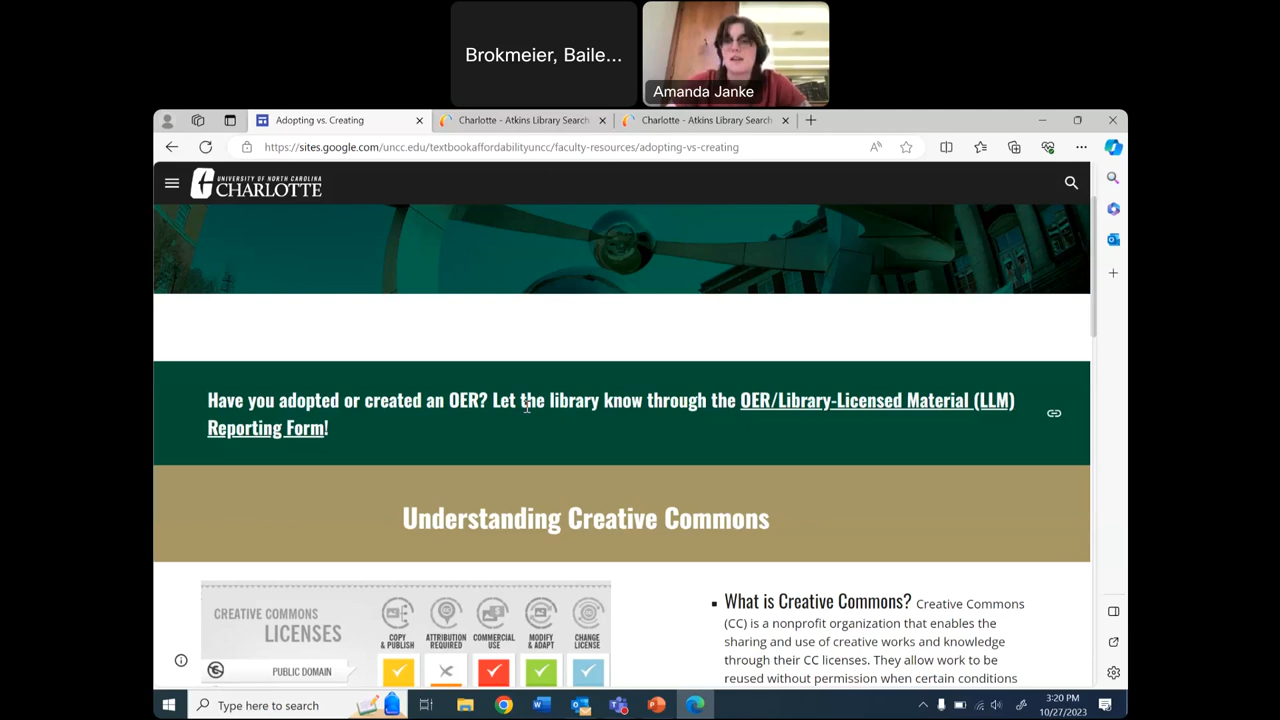 Brokmeier, Baile...
Amanda Janke
Adopting vs. Creating
Charlotte - Atkins Library Search
Charlotte - Atkins Library Search
https://sites.google.com/uncc.edu/textbookaffordabilityuncc/faculty-resources/adopting-vs-creating
UNIVERSITY OF NORTH CAROLINA
CHARLOTTE
Have you adopted or created an OER? Let the library know through the OER/Library-Licensed Material (LLM)
Reporting Form!
Understanding Creative Commons
CREATIVE COMMONS
LICENSES
COPY
& PUBLISH
ATTRIBUTION
REQUIRED
COMMERCIAL
USE
MODIFY
& ADAPT
CHANGE
LICENSE
PUBLIC DOMAIN
What is Creative Commons? Creative Commons
(CC) is a nonprofit organization that enables the
sharing and use of creative works and knowledge
through their CC licenses. They allow work to be
reused without permission when certain conditions
Type here to search
3:20 PM
10/27/2023